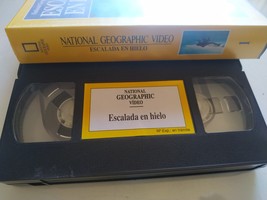 NATIONAL GEOGRAPHIC VIDEO
ESCALADA EN HIELO
NATIONAL
GEOGRAPHIC
VIDEO
Escalada en hielo